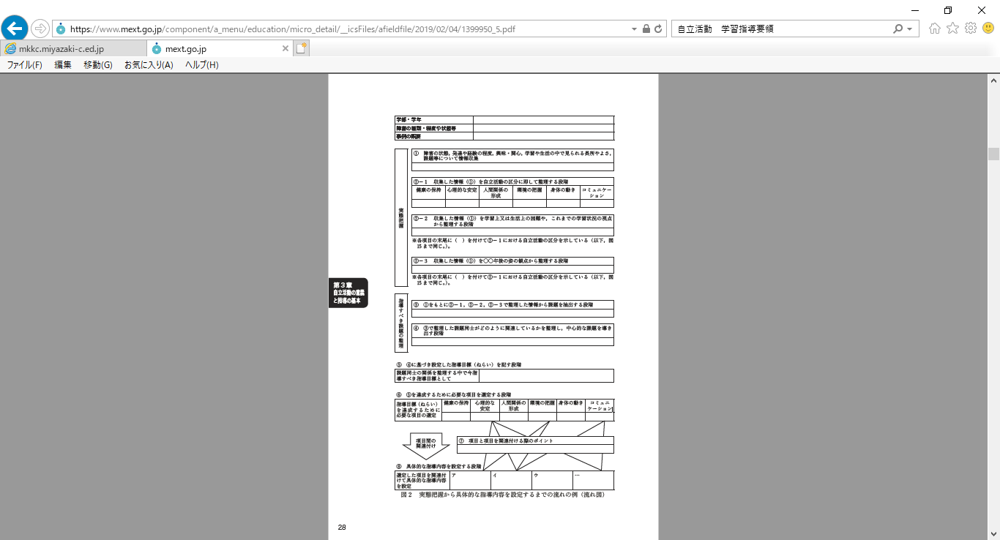 https://www.mext.go.jp/component/a_menu/education/micro_detail/__icsFiles/afieldfile/2019/02/04/1399950_5.pdf
自立活動　学習指導要領
mkkc.miyazaki-c.ed.jp
mext.go.jp
ファイル(F)　編集　移動(G)　お気に入り(A)　ヘルプ(H)
学部・学年
障害の種類・程度や状態等
事例の概要
実態把握
①　障害の状態，発達や経験の程度，興味・関心，学習や生活の中で見られる長所やよさ，
課題等について情報収集
②－１　収集した情報（①）を自立活動の区分に即して整理する段階
健康の保持　心理的な安定　人間関係の　環境の把握　身体の動き　コミュニケー
形成　ション
②－２　収集した情報（①）を学習上又は生活上の困難や，これまでの学習状況の視点
から整理する段階
※各項目の末尾に（　）を付けて②－１における自立活動の区分を示している（以下，図
15まで同じ。）。
②－３　収集した情報（①）を〇〇年後の姿の観点から整理する段階
※各項目の末尾に（　）を付けて②－１における自立活動の区分を示している（以下，図
15まで同じ。）。
第３章
自立活動の意義
と指導の基本
指導すべき課題の整理
③　①をもとに②－１，②－２，②－３で整理した情報から課題を抽出する段階
④　③で整理した課題同士がどのように関連しているかを整理し，中心的な課題を導き
出す段階
⑤　④に基づき設定した指導目標（ねらい）を記す段階
課題同士の関係を整理する中で今指
導すべき指導目標として
⑥　⑤を達成するために必要な項目を選定する段階
指導目標（ねらい）
を達成するために
必要な項目の選定
健康の保持　心理的な　人間関係の　環境の把握　身体の動き　コミュニ
安定　形成　ケーション
項目間の
関連付け
⑦　項目と項目を関連付ける際のポイント
⑧　具体的な指導内容を設定する段階
選定した項目を関連付
けて具体的な指導内容
を設定
ア　イ　ウ　…
図２　実態把握から具体的な指導内容を設定するまでの流れの例（流れ図）
28